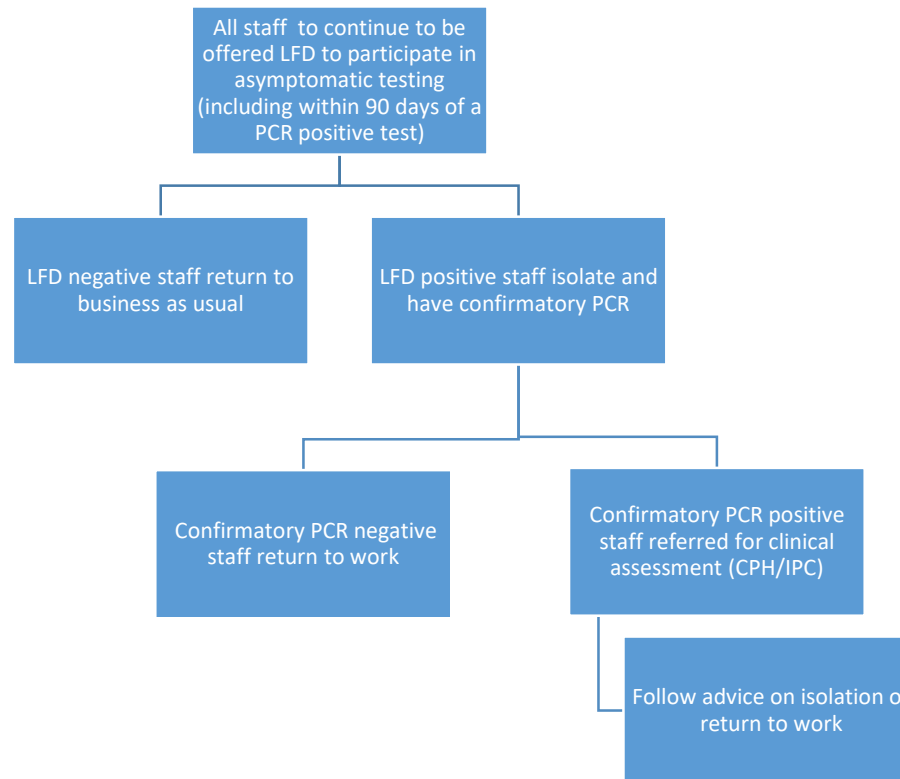 All staff to continue to be
offered LFD to participate in
asymptomatic testing
(including within 90 days of a
PCR positive test)
LFD negative staff return to
business as usual
LFD positive staff isolate and
have confirmatory PCR
Confirmatory PCR negative
staff return to work
Confirmatory PCR positive
staff referred for clinical
assessment (CPH/IPC)
Follow advice on isolation
return to work